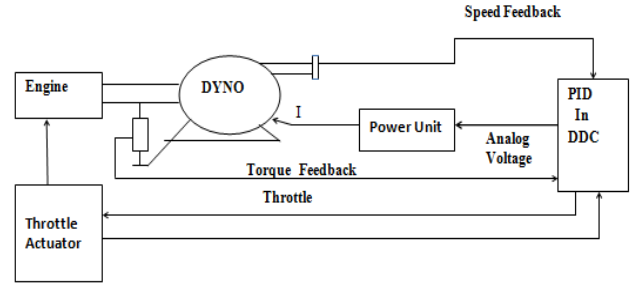 Speed Feedback
Engine
DYNO
PID
In
DDC
I
Power Unit
Analog
Voltage
Torque Feedback
Throttle
Throttle
Actuator